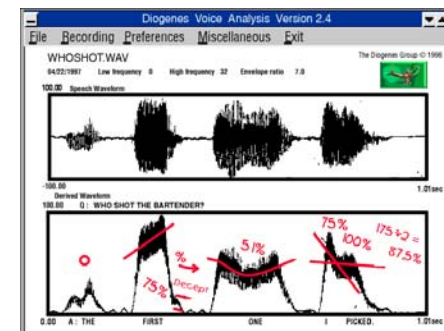 Diogenes Voice Analysis Version 2.4
File Recording Preferences Miscellaneous Exit
WHOSHOT.WAV
The Diogenes Group © 1996
04/22/1997 Low frequency 0 High frequency 32 Envelope ratio 7.0
100.00 Speech Waveform
-100.00 1.01sec
Derived Waveform
100.00 Q: WHO SHOT THE BARTENDER?
75%
100%
175÷2=
87.5%
51%
%
Decept
75%
0.00 A: THE FIRST ONE I PICKED. 1.01sec